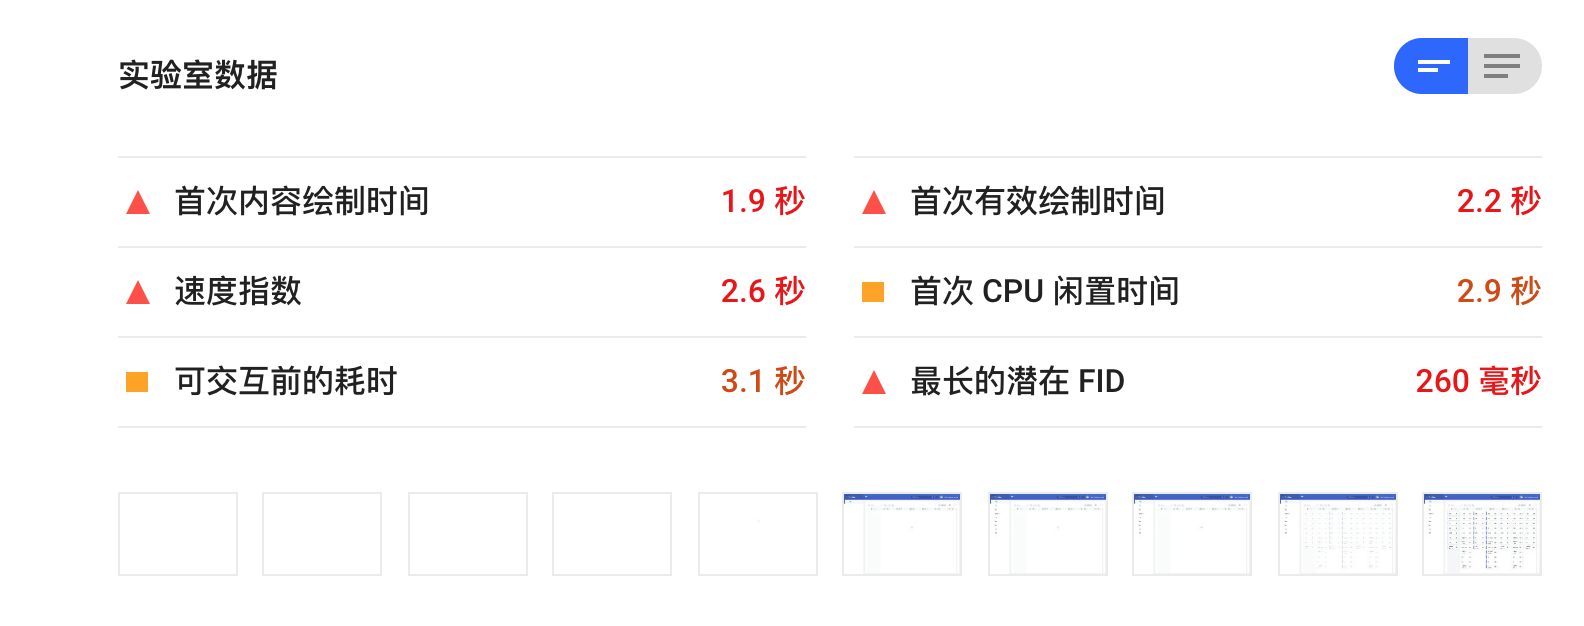 实验室数据
首次内容绘制时间 1.9 秒
首次有效绘制时间 2.2 秒
速度指数 2.6 秒
首次 CPU 闲置时间 2.9 秒
可交互前的耗时 3.1 秒
最长的潜在 FID 260 毫秒